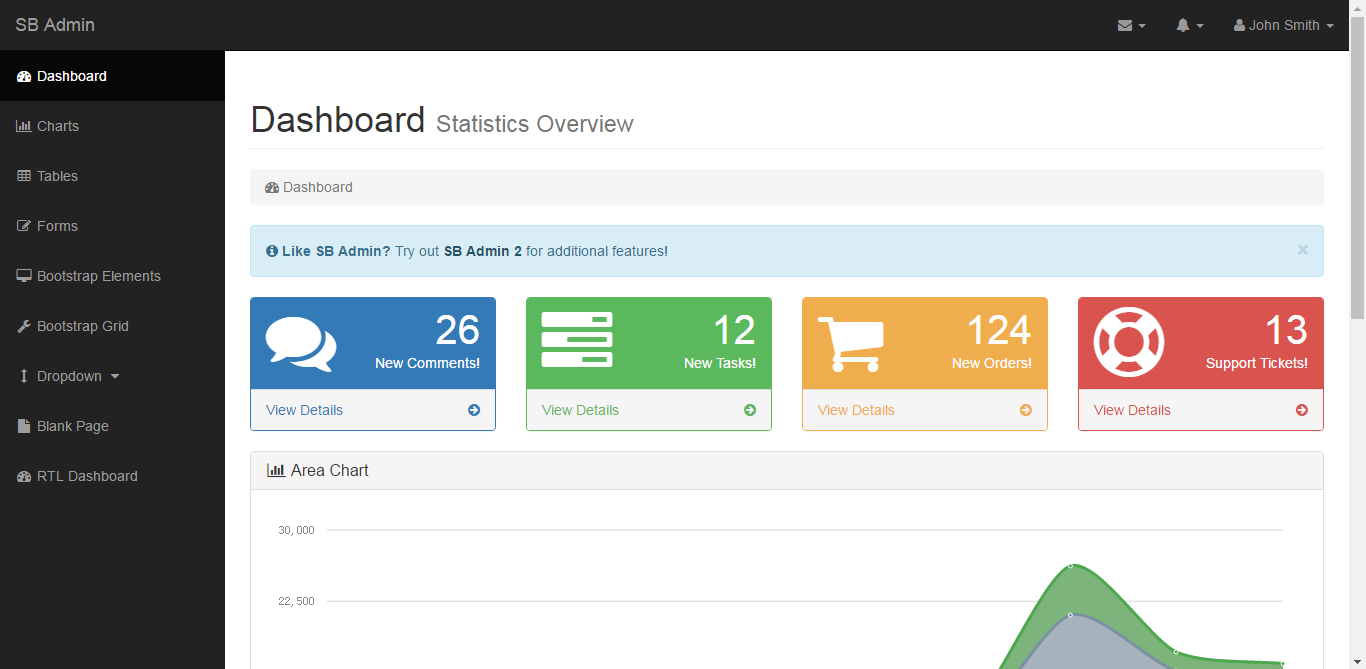 SB Admin
John Smith
Dashboard
Charts
Tables
Forms
Bootstrap Elements
Bootstrap Grid
Dropdown
Blank Page
RTL Dashboard
Dashboard Statistics Overview
Dashboard
Like SB Admin? Try out SB Admin 2 for additional features!
×
26
New Comments!
View Details
12
New Tasks!
View Details
124
New Orders!
View Details
13
Support Tickets!
View Details
Area Chart
30,000
22,500